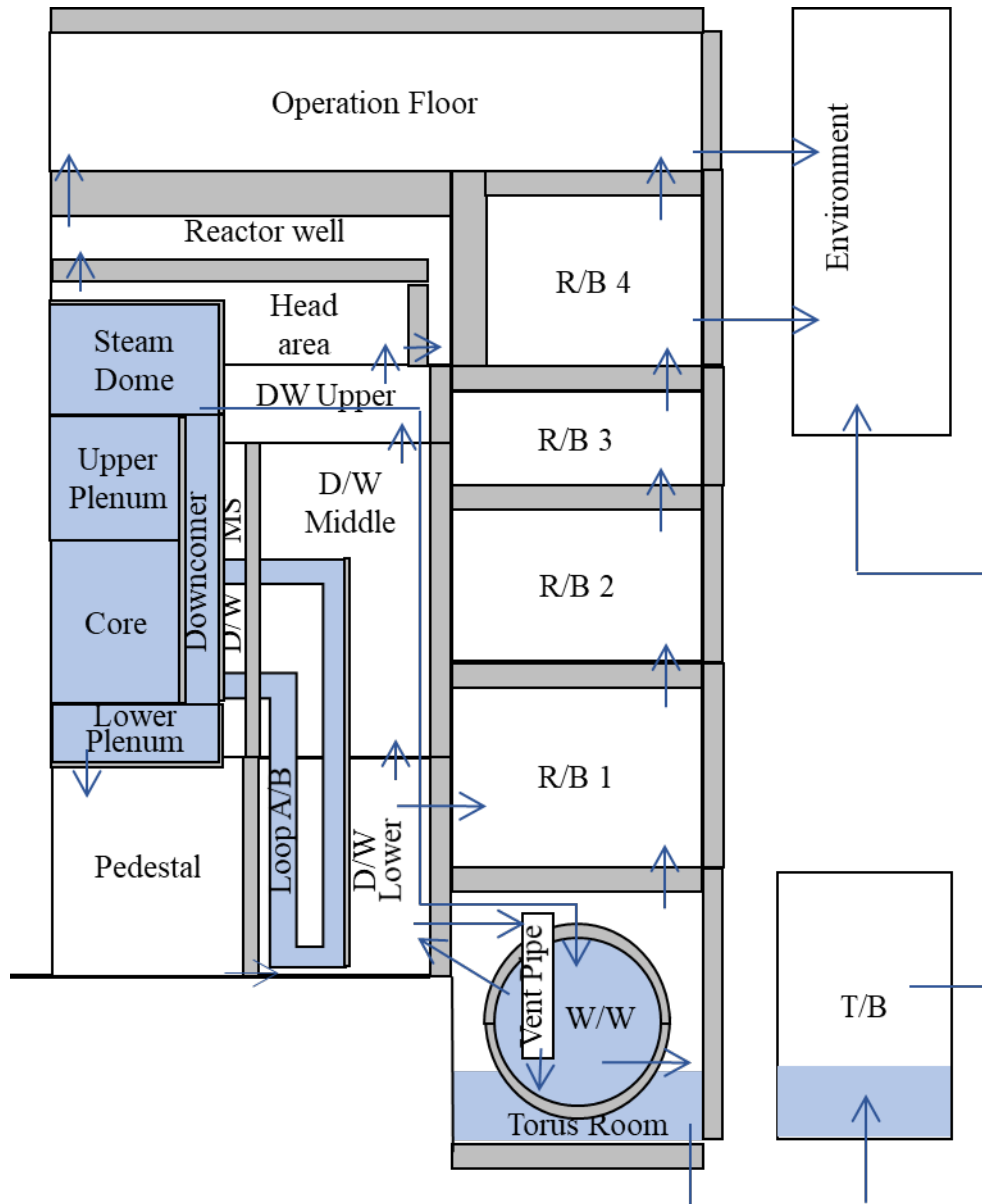 Operation Floor
Environment
Reactor well
R/B 4
Head
area
Steam
Dome
DW Upper
R/B 3
Upper
Plenum
D/W
Middle
Downcomer
D/W MS
R/B 2
Core
Lower
Plenum
R/B 1
Loop A/B
D/W
Lower
Pedestal
Vent Pipe
W/W
T/B
Torus Room